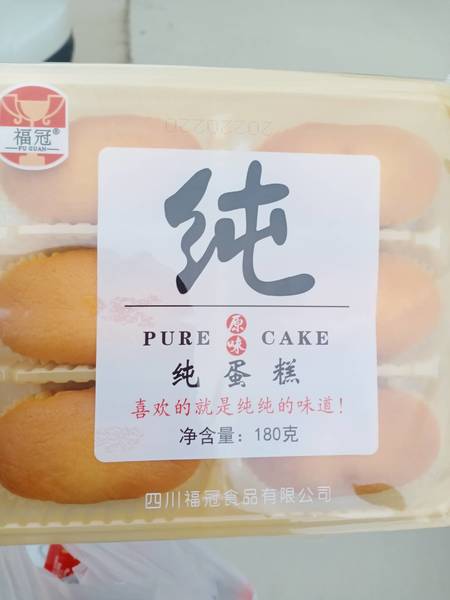 20220220
福冠®
FU GUAN
纯
PURE 原味 CAKE
纯蛋糕
喜欢的就是纯纯的味道！
净含量：180克
四川福冠食品有限公司